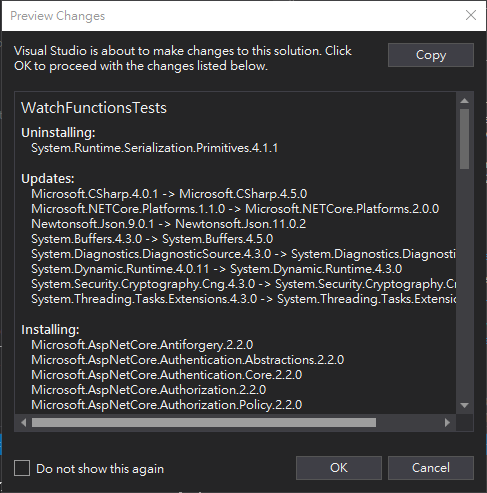 Preview Changes
Visual Studio is about to make changes to this solution. Click
OK to proceed with the changes listed below.
Copy
WatchFunctionsTests
Uninstalling:
System.Runtime.Serialization.Primitives.4.1.1
Updates:
Microsoft.CSharp.4.0.1 -> Microsoft.CSharp.4.5.0
Microsoft.NETCore.Platforms.1.1.0 -> Microsoft.NETCore.Platforms.2.0.0
Newtonsoft.Json.9.0.1 -> Newtonsoft.Json.11.0.2
System.Buffers.4.3.0 -> System.Buffers.4.5.0
System.Diagnostics.DiagnosticSource.4.3.0 -> System.Diagnostics.Diagnosti
System.Dynamic.Runtime.4.0.11 -> System.Dynamic.Runtime.4.3.0
System.Security.Cryptography.Cng.4.3.0 -> System.Security.Cryptography.Cn
System.Threading.Tasks.Extensions.4.3.0 -> System.Threading.Tasks.Extension
Installing:
Microsoft.AspNetCore.Antiforgery.2.2.0
Microsoft.AspNetCore.Authentication.Abstractions.2.2.0
Microsoft.AspNetCore.Authentication.Core.2.2.0
Microsoft.AspNetCore.Authorization.2.2.0
Microsoft.AspNetCore.Authorization.Policy.2.2.0
Do not show this again
OK
Cancel